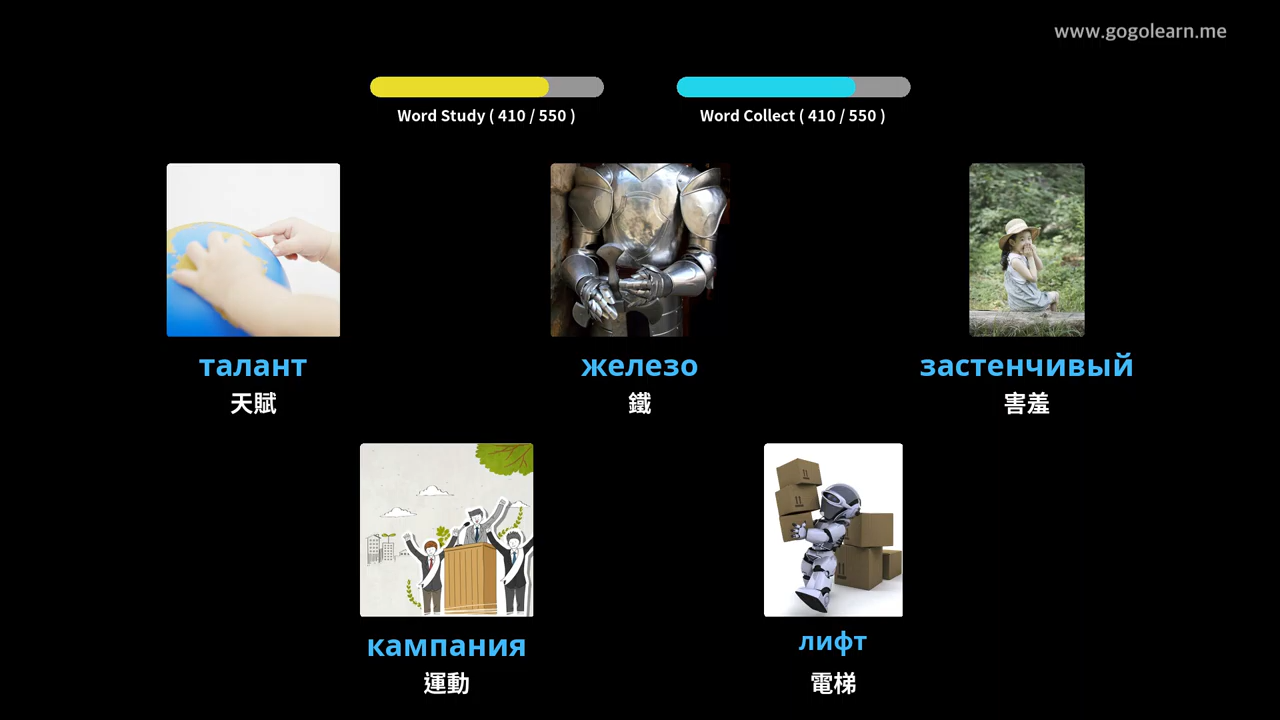 www.gogolearn.me
Word Study ( 410 / 550 )
Word Collect ( 410 / 550 )
талант
天賦
железо
鐵
застенчивый
害羞
кампания
運動
лифт
電梯